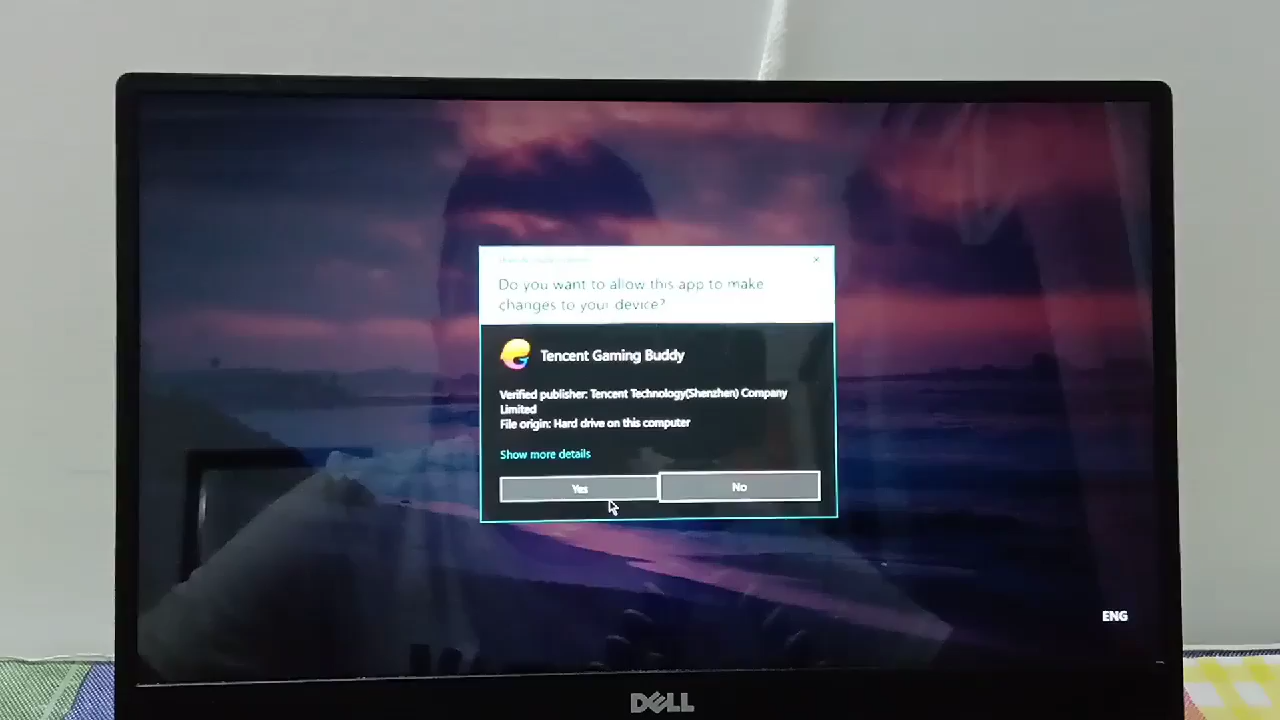 Do you want to allow this app to make
changes to your device?
Tencent Gaming Buddy
Verified publisher: Tencent Technology(Shenzhen) Company
Limited
File origin: Hard drive on this computer
Show more details
Yes
No
ENG
DELL